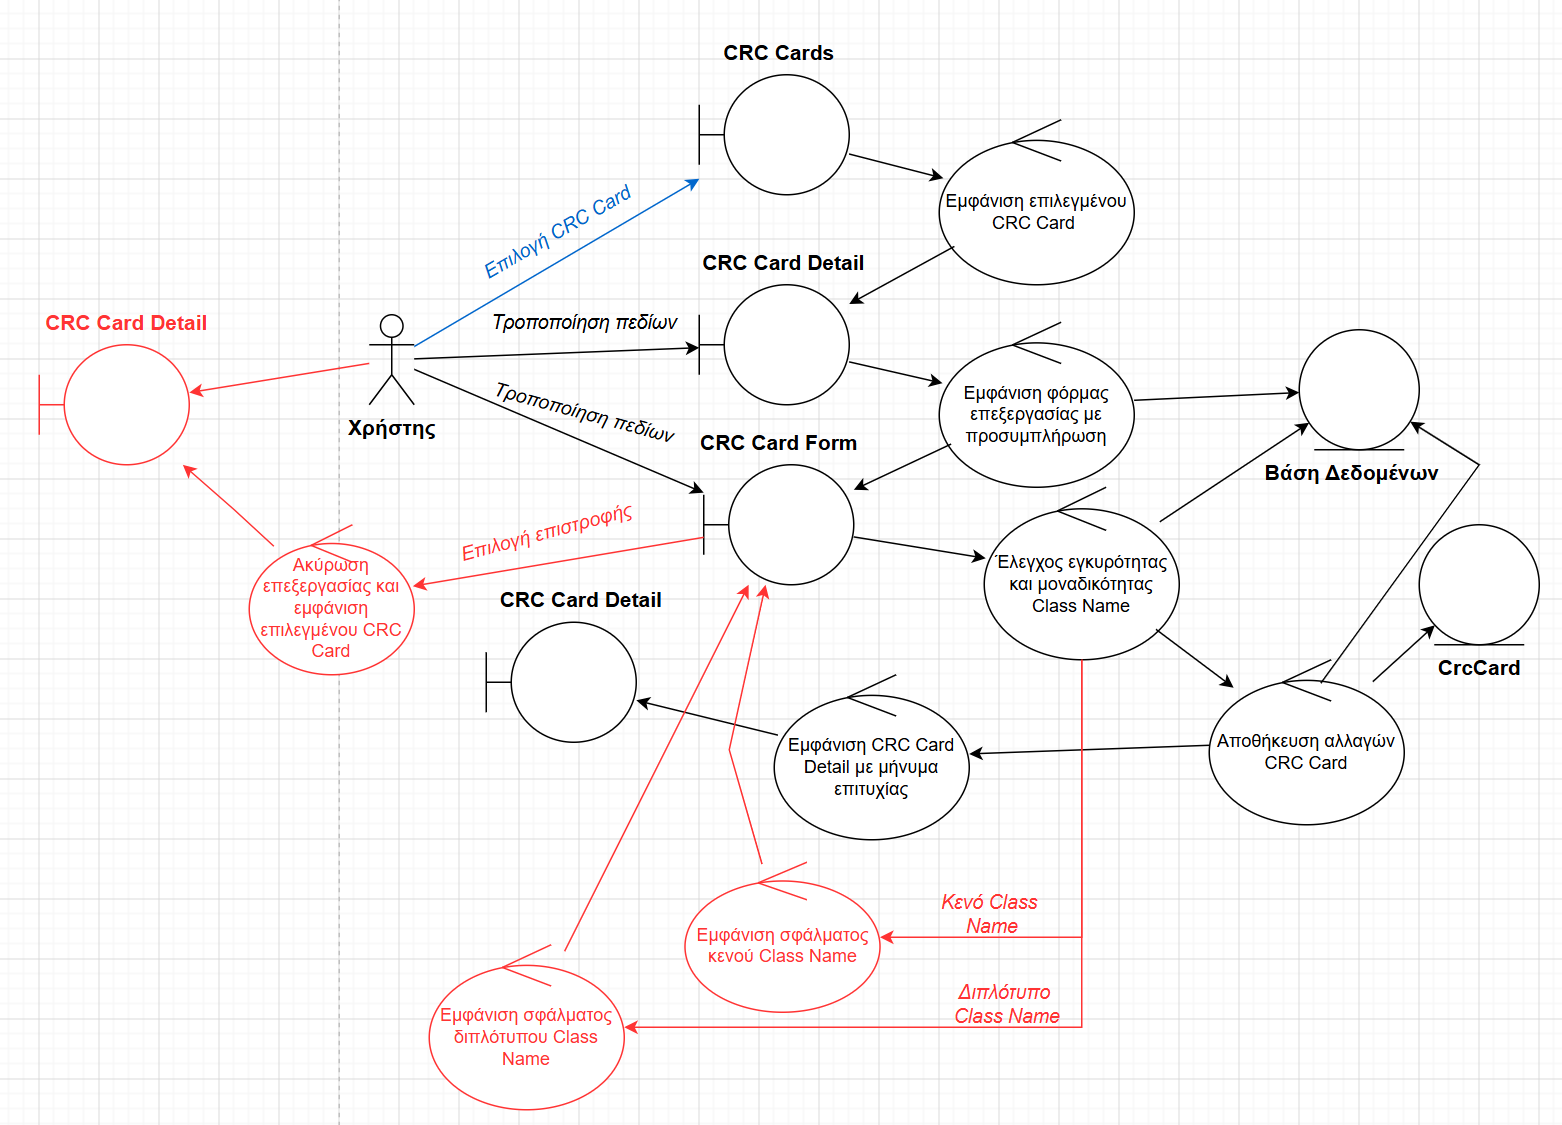 CRC Cards
Εμφάνιση επιλεγμένου
CRC Card
Επιλογή CRC Card
CRC Card Detail
CRC Card Detail
Τροποποίηση πεδίων
Χρήστης
Τροποποίηση πεδίων
Εμφάνιση φόρμας
επεξεργασίας με
προσυμπλήρωση
CRC Card Form
Βάση Δεδομένων
Επιλογή επιστροφής
Έλεγχος εγκυρότητας
και μοναδικότητας
Class Name
Ακύρωση
επεξεργασίας και
εμφάνιση
επιλεγμένου CRC
Card
CRC Card Detail
CrcCard
Εμφάνιση CRC Card
Detail με μήνυμα
επιτυχίας
Αποθήκευση αλλαγών
CRC Card
Κενό Class
Name
Εμφάνιση σφάλματος
κενού Class Name
Διπλότυπο
Class Name
Εμφάνιση σφάλματος
διπλότυπου Class
Name